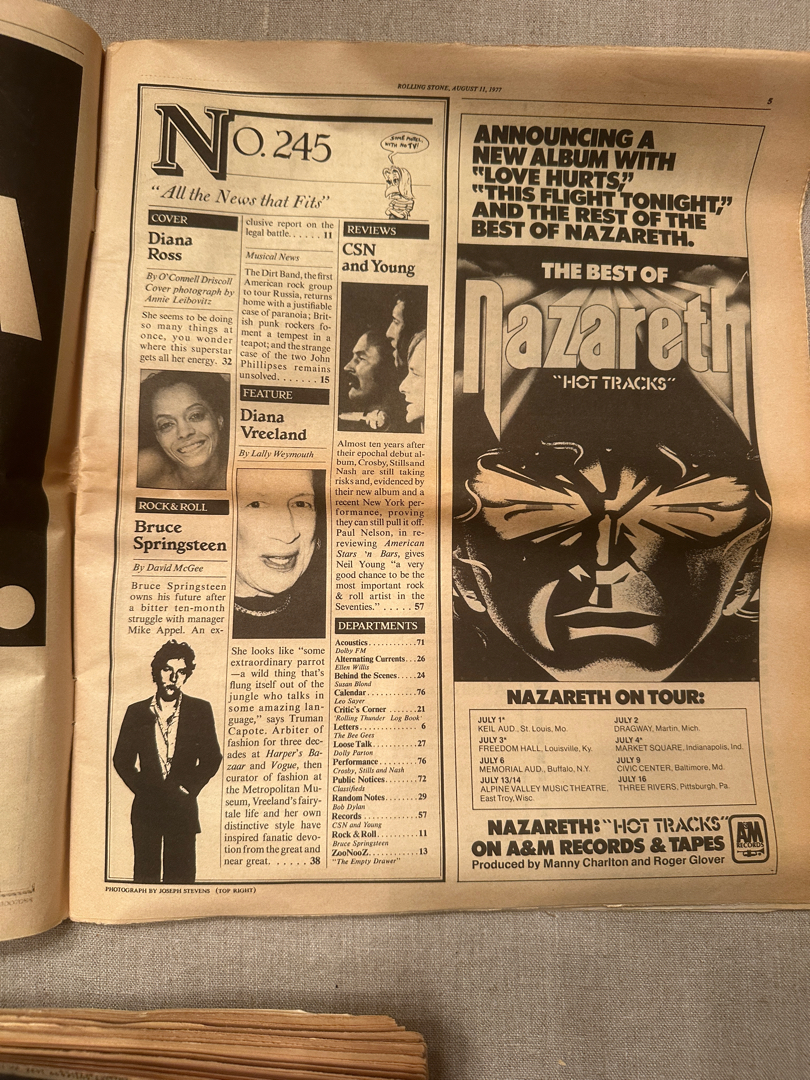 ROLLING STONE, AUGUST 11, 1977
5
NO. 245
SOME MORES,
WITH NO TV!
"All the News that Fits"
COVER
Diana
Ross
By O'Connell Driscoll
Cover photograph by
Annie Leibovitz
She seems to be doing
so many things at
once, you wonder
where this superstar
gets all her energy. 32
ROCK & ROLL
Bruce
Springsteen
By David McGee
Bruce Springsteen
owns his future after
a bitter ten-month
struggle with manager
Mike Appel. An ex-
clusive report on the
legal battle. . . . . . 11
Musical News
The Dirt Band, the first
American rock group
to tour Russia, returns
home with a justifiable
case of paranoia; Brit-
ish punk rockers fo-
ment a tempest in a
teapot; and the strange
case of the two John
Phillipses remains
unsolved. . . . . . . 15
FEATURE
Diana
Vreeland
By Lally Weymouth
She looks like "some
extraordinary parrot
—a wild thing that's
flung itself out of the
jungle who talks in
some amazing lan-
guage," says Truman
Capote. Arbiter of
fashion for three dec-
ades at Harper's Ba-
zaar and Vogue, then
curator of fashion at
the Metropolitan Mu-
seum, Vreeland's fairy-
tale life and her own
distinctive style have
inspired fanatic devo-
tion from the great and
near great. . . . . . 38
REVIEWS
CSN
and Young
Almost ten years after
their epochal debut al-
bum, Crosby, Stills and
Nash are still taking
risks and, evidenced by
their new album and a
recent New York per-
formance, proving
they can still pull it off.
Paul Nelson, in re-
reviewing American
Stars 'n Bars, gives
Neil Young "a very
good chance to be the
most important rock
& roll artist in the
Seventies." . . . . . 57
DEPARTMENTS
Acoustics. . . . . . . . . . . 71
Dolby FM
Alternating Currents. . . 26
Ellen Willis
Behind the Scenes. . . . . 24
Susan Blond
Calendar. . . . . . . . . . . 76
Leo Sayer
Critic's Corner . . . . . . . 21
'Rolling Thunder Log Book'
Letters. . . . . . . . . . . . . 6
The Bee Gees
Loose Talk. . . . . . . . . . 27
Dolly Parton
Performance. . . . . . . . . 76
Crosby, Stills and Nash
Public Notices. . . . . . . . 72
Classifieds
Random Notes. . . . . . . 29
Bob Dylan
Records. . . . . . . . . . . . 57
CSN and Young
Rock & Roll. . . . . . . . . 11
Bruce Springsteen
ZooNooZ. . . . . . . . . . . 13
"The Empty Drawer"
PHOTOGRAPH BY JOSEPH STEVENS (TOP RIGHT)
ANNOUNCING A
NEW ALBUM WITH
"LOVE HURTS,"
"THIS FLIGHT TONIGHT,"
AND THE REST OF THE
BEST OF NAZARETH.
THE BEST OF
Nazareth
"HOT TRACKS"
NAZARETH ON TOUR:
JULY 1*
KEIL AUD., St. Louis, Mo.
JULY 3*
FREEDOM HALL, Louisville, Ky.
JULY 6
MEMORIAL AUD., Buffalo, N.Y.
JULY 13/14
ALPINE VALLEY MUSIC THEATRE,
East Troy, Wisc.
JULY 2
DRAGWAY, Martin, Mich.
JULY 4*
MARKET SQUARE, Indianapolis, Ind.
JULY 9
CIVIC CENTER, Baltimore, Md.
JULY 16
THREE RIVERS, Pittsburgh, Pa.
NAZARETH: "HOT TRACKS"
ON A&M RECORDS & TAPES
Produced by Manny Charlton and Roger Glover
A&M
RECORDS